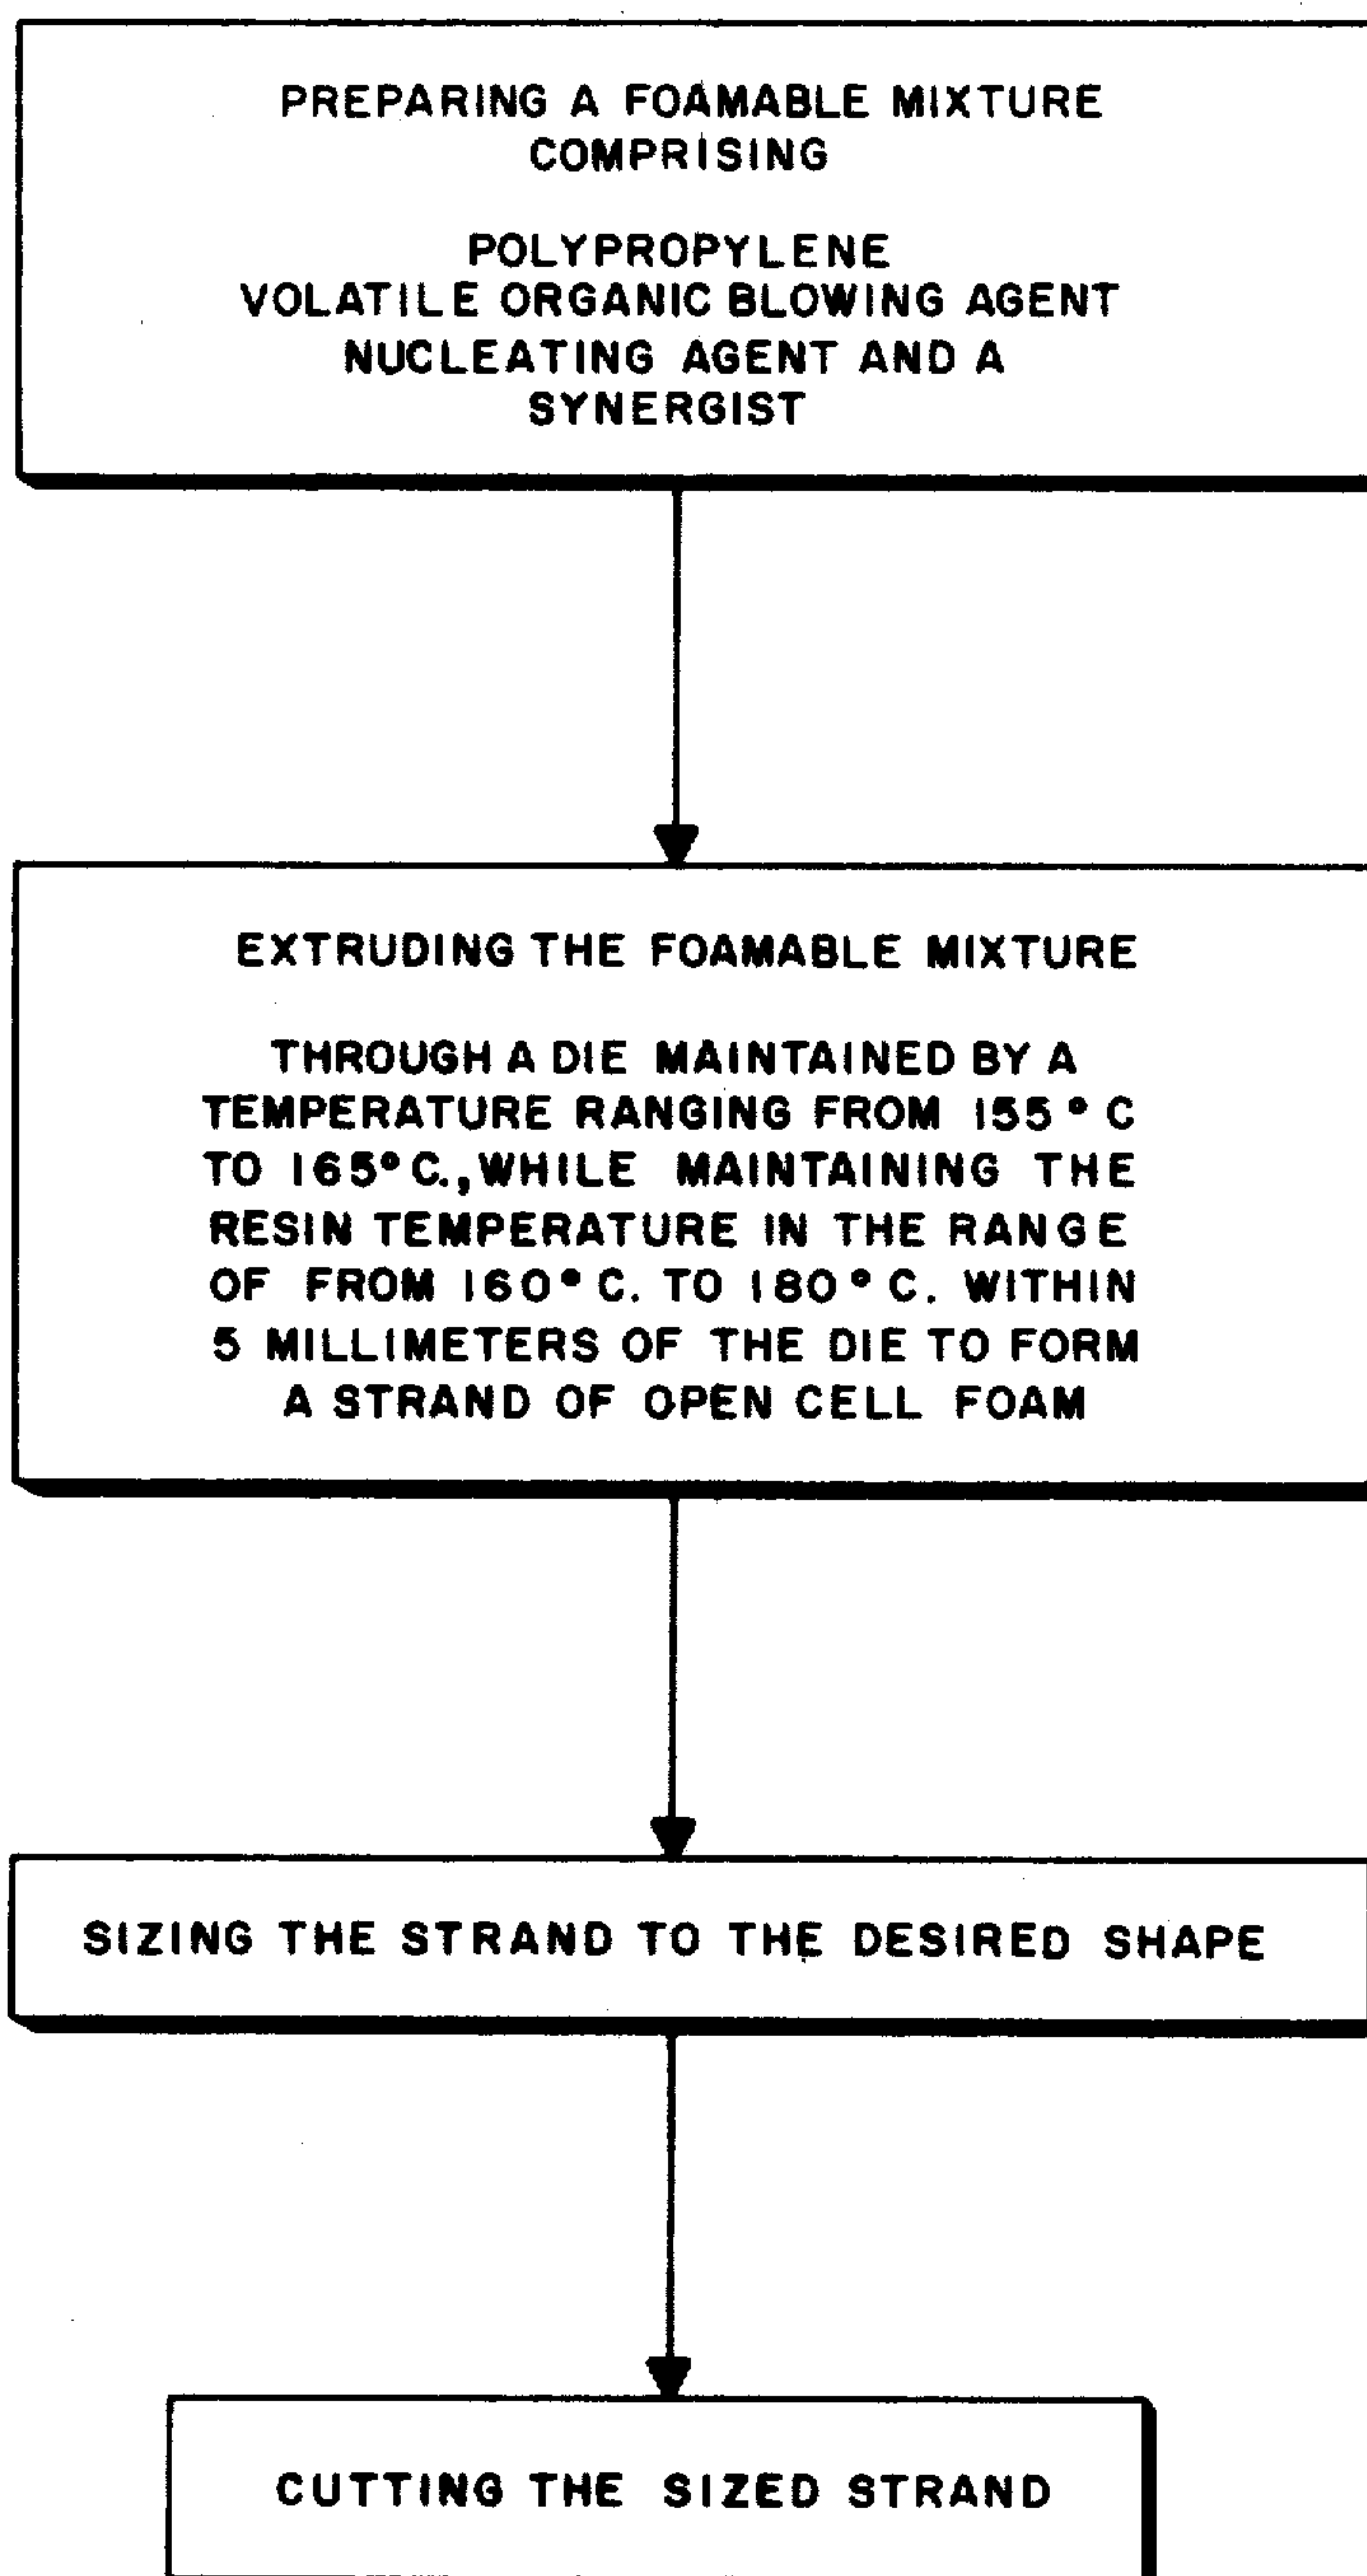 PREPARING A FOAMABLE MIXTURE
COMPRISING
POLYPROPYLENE
VOLATILE ORGANIC BLOWING AGENT
NUCLEATING AGENT AND A
SYNERGIST
EXTRUDING THE FOAMABLE MIXTURE
THROUGH A DIE MAINTAINED BY A
TEMPERATURE RANGING FROM 155° C
TO 165° C., WHILE MAINTAINING THE
RESIN TEMPERATURE IN THE RANGE
OF FROM 160° C. TO 180° C. WITHIN
5 MILLIMETERS OF THE DIE TO FORM
A STRAND OF OPEN CELL FOAM
SIZING THE STRAND TO THE DESIRED SHAPE
CUTTING THE SIZED STRAND